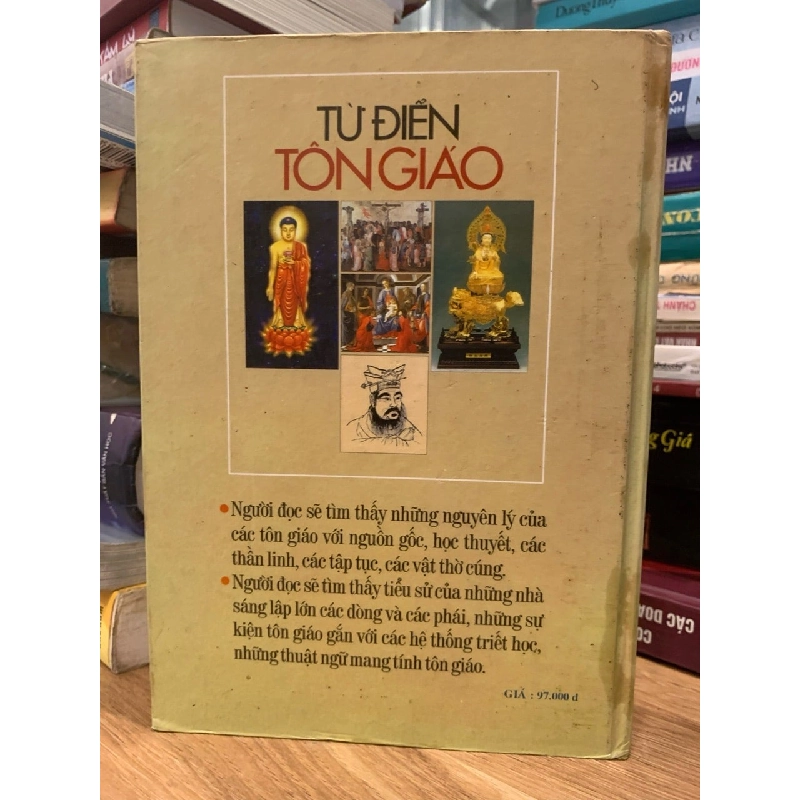 TỪ ĐIỂN
TÔN GIÁO
• Người đọc sẽ tìm thấy những nguyên lý của
các tôn giáo với nguồn gốc, học thuyết, các
thần linh, các tập tục, các vật thờ cúng.
• Người đọc sẽ tìm thấy tiểu sử của những nhà
sáng lập lớn các dòng và các phái, những sự
kiện tôn giáo gắn với các hệ thống triết học,
những thuật ngữ mang tính tôn giáo.
GIÁ : 97.000 đ